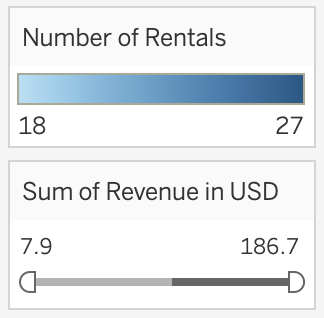 Number of Rentals
18 27
Sum of Revenue in USD
7.9 186.7